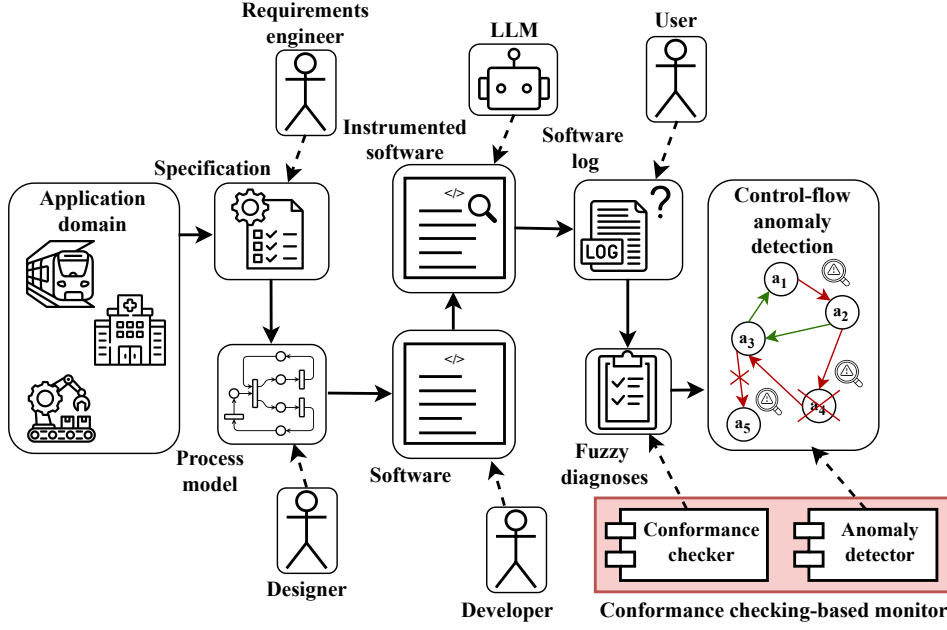 Requirements
engineer
LLM
User
Instrumented
software
Software
log
Specification
Application
domain
</>
?
LOG
Control-flow
anomaly
detection
a1
a2
a3
a4
a5
</>
Process
model
Software
Fuzzy
diagnoses
Designer
Developer
Conformance
checker
Anomaly
detector
Conformance checking-based monitor